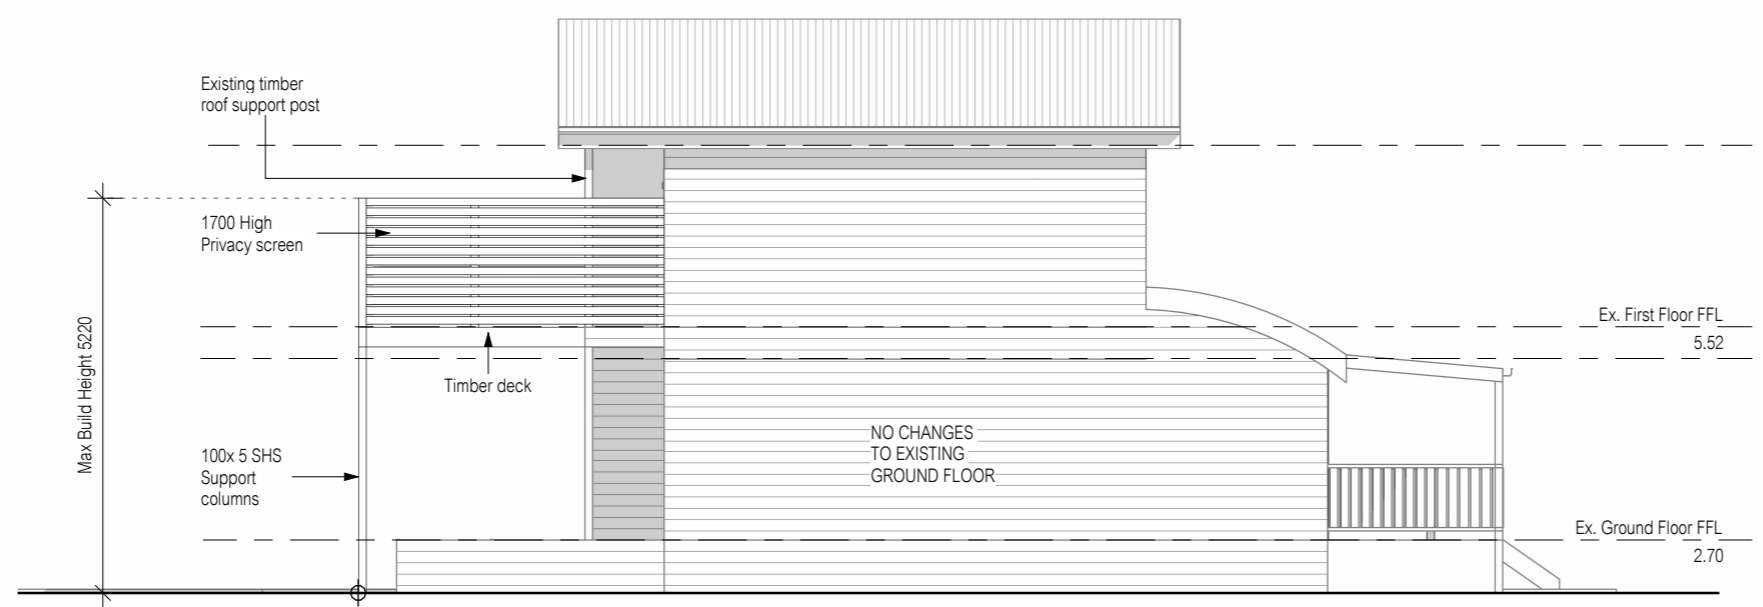 Existing timber
roof support post
1700 High
Privacy screen
Max Build Height 5220
Timber deck
100x 5 SHS
Support
columns
NO CHANGES
TO EXISTING
GROUND FLOOR
Ex. First Floor FFL
5.52
Ex. Ground Floor FFL
2.70